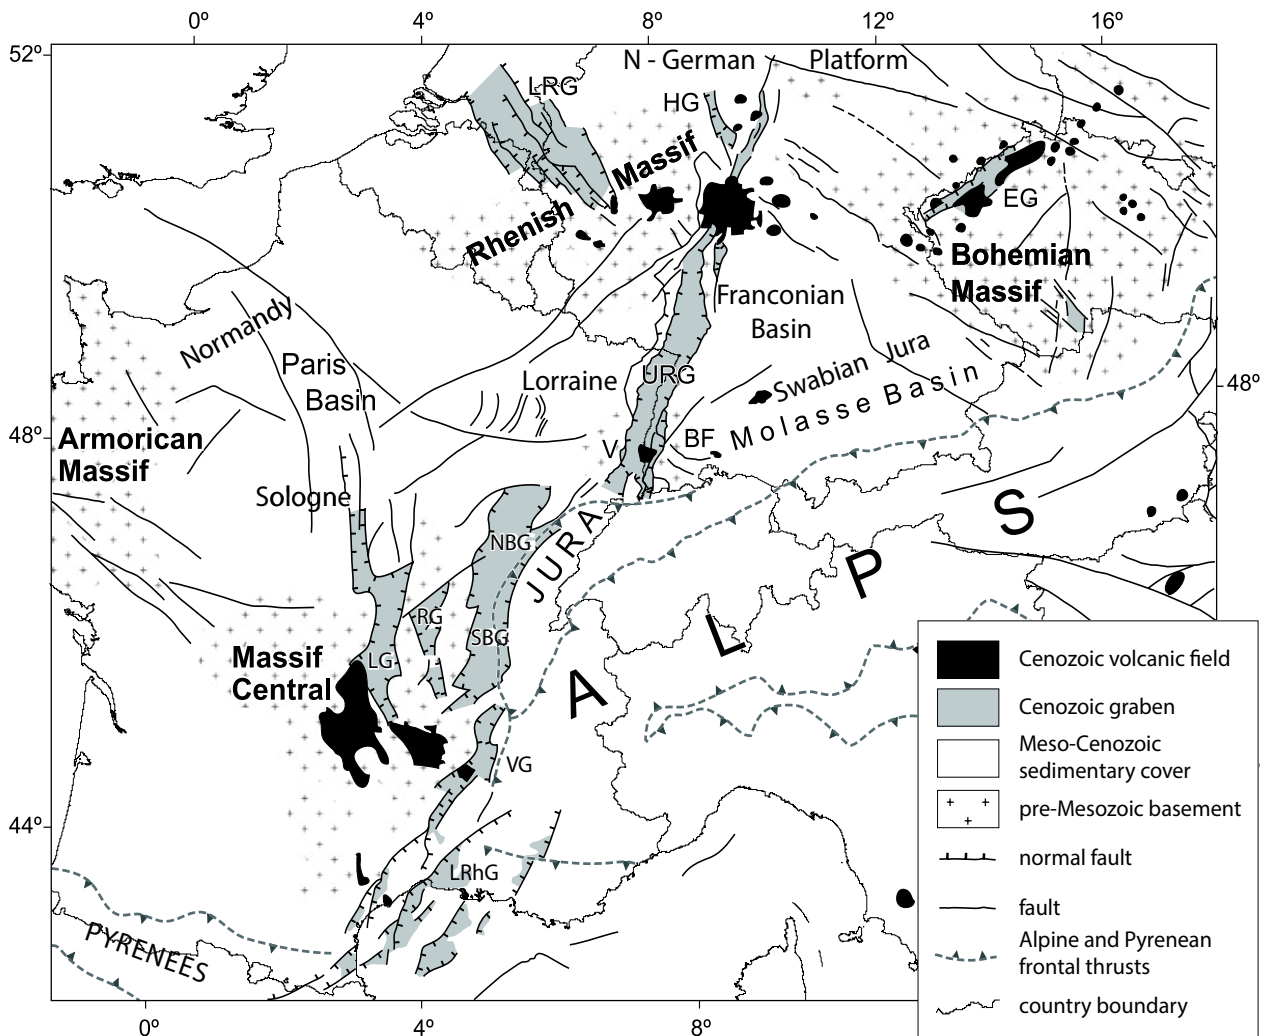 0º 4º 8º 12º 16º
52º
N - German Platform
LRG
HG
Rhenish Massif
EG
Bohemian
Massif
Franconian
Basin
Normandy
Paris
Basin
Lorraine
URG
Swabian Jura
48º
Molasse Basin
48º
Armorican
Massif
V
BF
Sologne
NBG
JURA
ALPS
RG
SBG
LG
Massif
Central
VG
LRhG
44º
PYRENEES
0º 4º 8º
Cenozoic volcanic field
Cenozoic graben
Meso-Cenozoic
sedimentary cover
pre-Mesozoic basement
normal fault
fault
Alpine and Pyrenean
frontal thrusts
country boundary